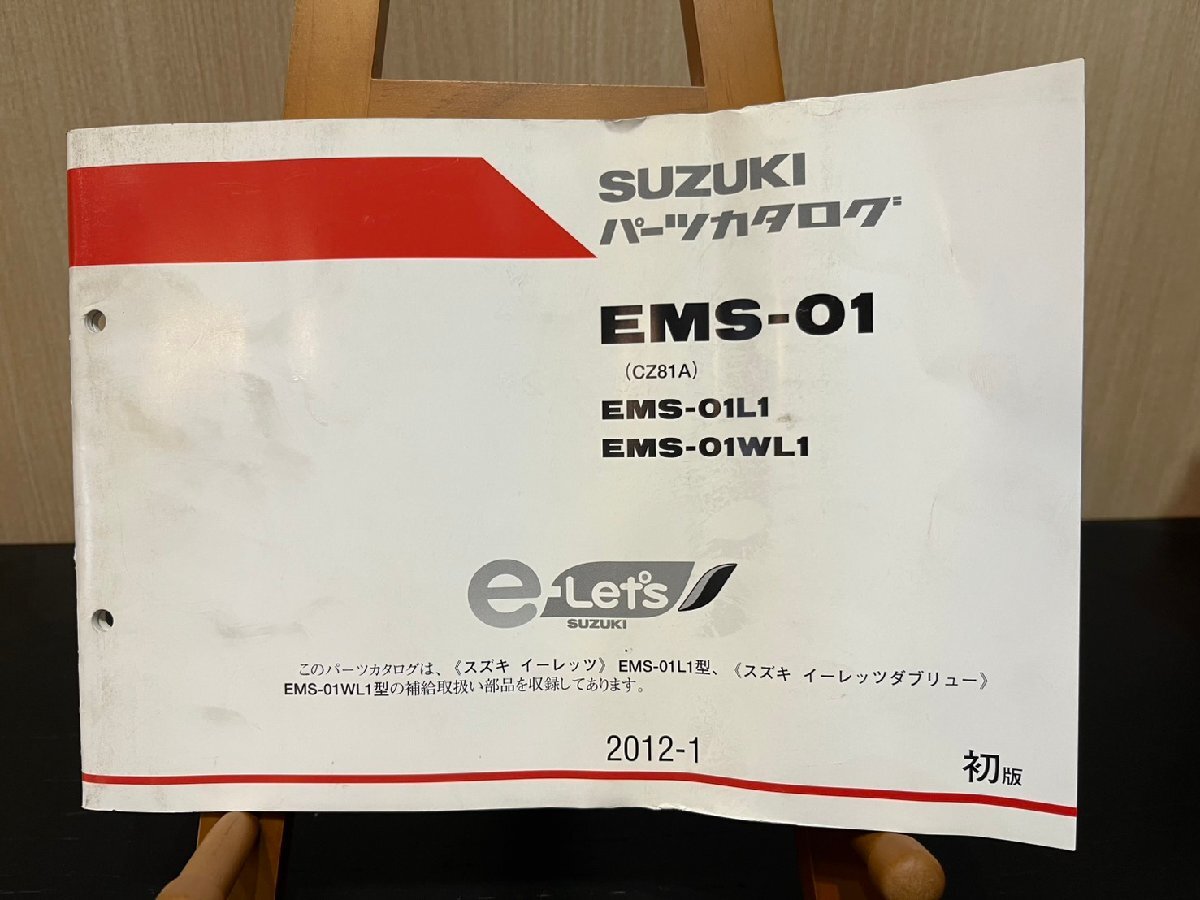 SUZUKI
パーツカタログ
EMS-01
(CZ81A)
EMS-01L1
EMS-01WL1
e-Let's
SUZUKI
このパーツカタログは、《スズキ イーレッツ》 EMS-01L1型、《スズキ イーレッツダブリュー》
EMS-01WL1型の補給取扱い部品を収録してあります。
2012-1
初版